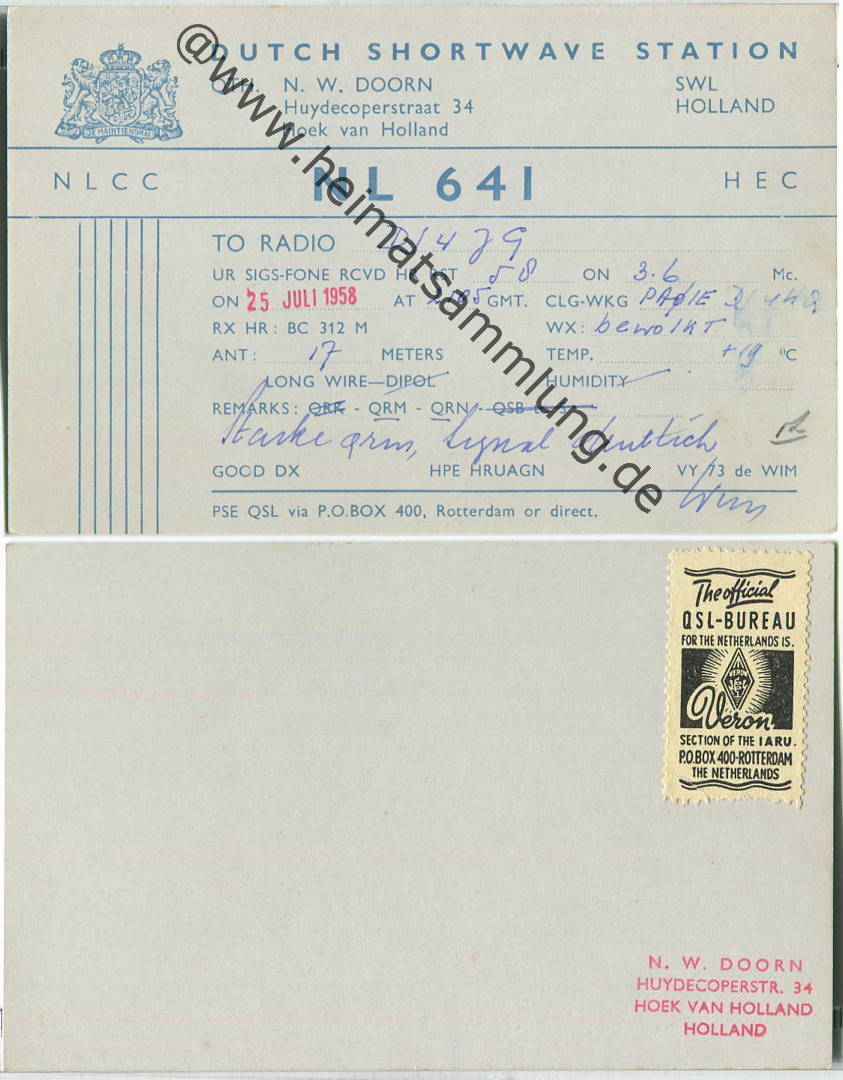 DUTCH SHORTWAVE STATION
OPR. N. W. DOORN SWL
Huydecoperstraat 34 HOLLAND
Hoek van Holland
JE MAINTIENDRAI
NLCC NL 641 HEC
TO RADIO
UR SIGS-FONE RCVD HR RST 58 ON 3.6 Mc.
ON 25 JULI 1958 AT GMT. CLG-WKG
RX HR: BC 312 M WX: bewolkt
ANT: 17 METERS TEMP. +19 °C
LONG WIRE—DIPOL HUMIDITY
REMARKS: QRK - QRM - QRN - QSB
Starke qrm, Signal deutlich
GOOD DX HPE HRUAGN VY 73 de WIM
Wim
PSE QSL via P.O.BOX 400, Rotterdam or direct.
@www.heimatsammlung.de
The official
QSL-BUREAU
FOR THE NETHERLANDS IS.
VERON
Veron
SECTION OF THE IARU.
P.O.BOX 400-ROTTERDAM
THE NETHERLANDS
N. W. DOORN
HUYDECOPERSTR. 34
HOEK VAN HOLLAND
HOLLAND